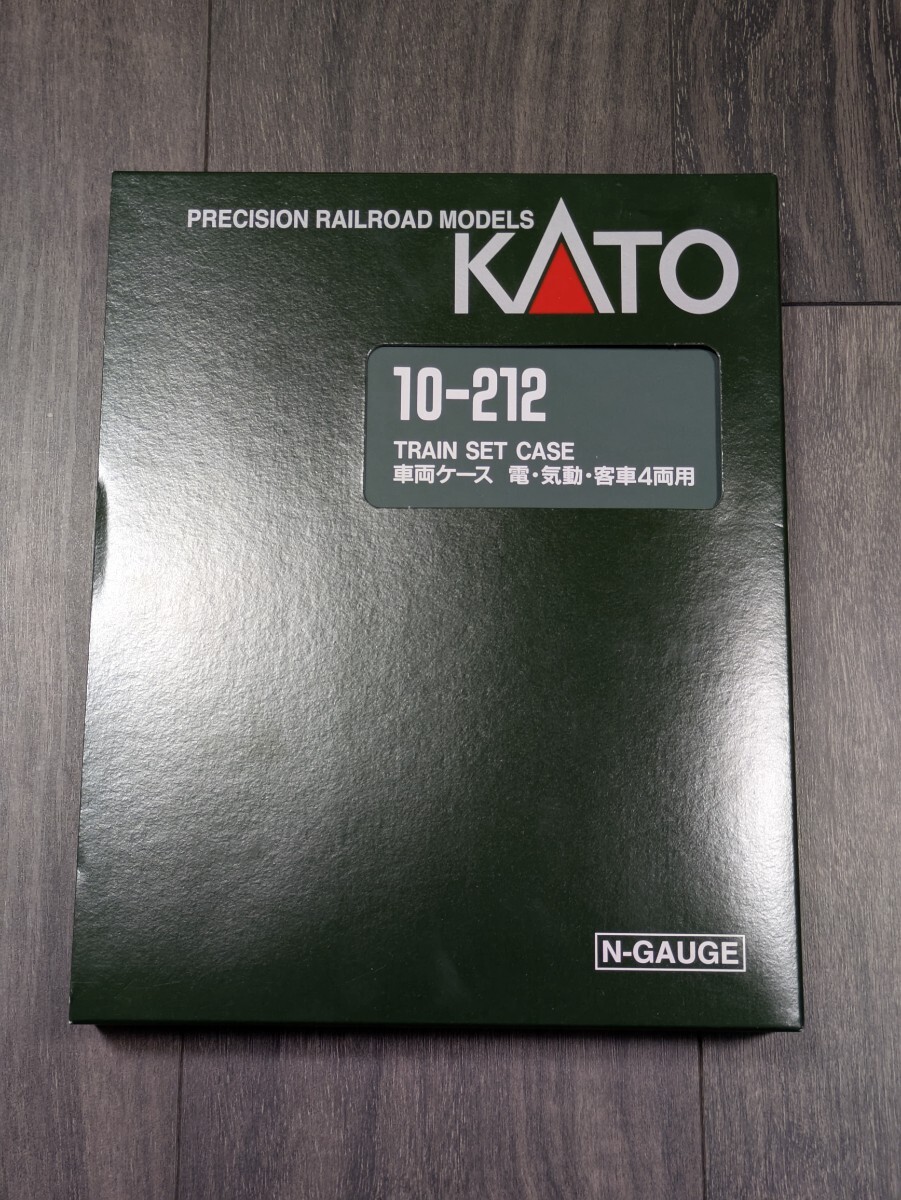 PRECISION RAILROAD MODELS
KATO
10-212
TRAIN SET CASE
車両ケース 電・気動・客車4両用
N-GAUGE